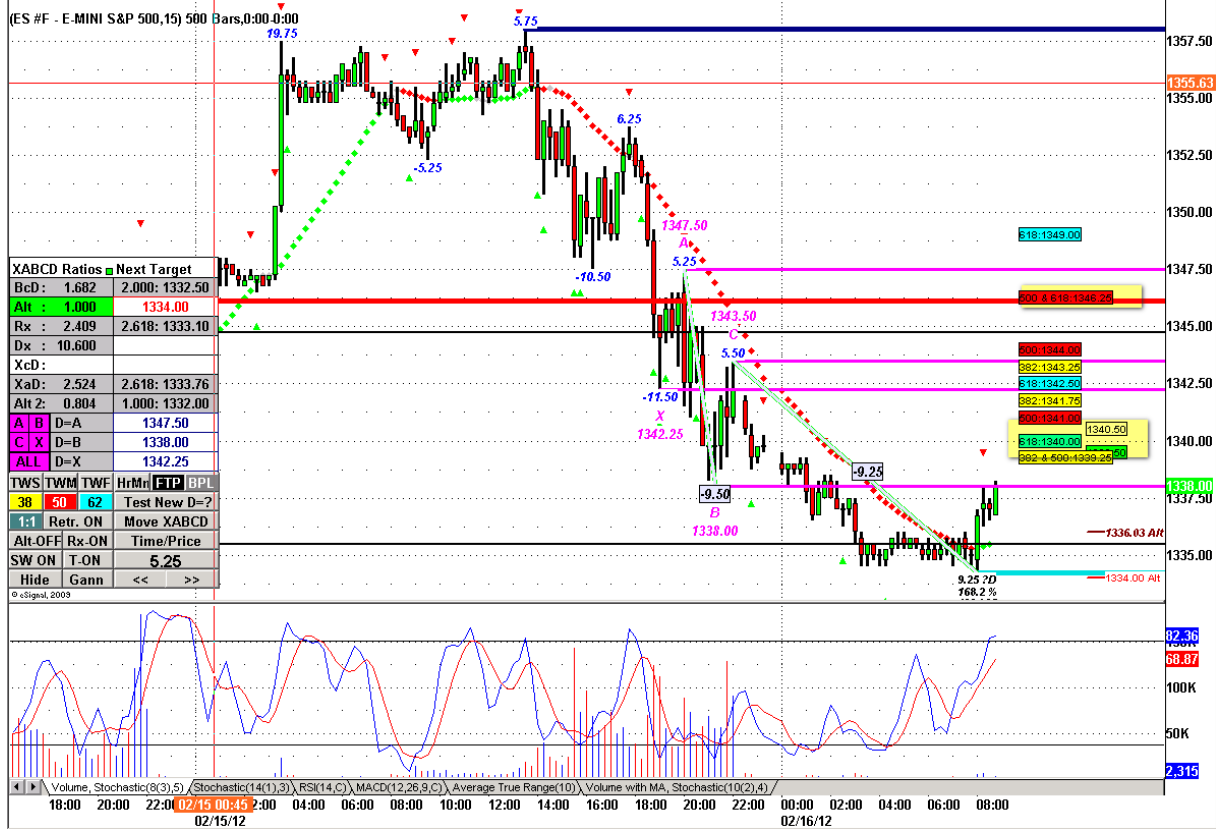 (ES #F - E-MINI S&P 500,15) 500 Bars,0:00-0:00
19.75
5.75
1357.50
1355.63
1355.00
-5.25
6.25
1352.50
1350.00
1347.50
A
5.25
618:1349.00
-10.50
1347.50
500 & 618:1346.25
1343.50
C
5.50
1345.00
500:1344.00
382:1343.25
618:1342.50
1342.50
382:1341.75
500:1341.00
-11.50
X
1342.25
1340.50
618:1340.00
1340.00
382 & 500:1339.25
-9.25
-9.50
B
1338.00
1338.00
1337.50
1336.03 Alt
1335.00
1334.00 Alt
9.25 ?D
168.2 %
XABCD Ratios Next Target
BcD: 1.682 2.000: 1332.50
Alt : 1.000 1334.00
Rx : 2.409 2.618: 1333.10
Dx : 10.600
XcD:
XaD: 2.524 2.618: 1333.76
Alt 2: 0.804 1.000: 1332.00
A B D=A 1347.50
C X D=B 1338.00
ALL D=X 1342.25
TWS TWM TWF HrMn FTP BPL
38 50 62 Test New D=?
1:1 Retr. ON Move XABCD
Alt-OFF Rx-ON Time/Price
SW ON T-ON 5.25
Hide Gann << >>
© eSignal, 2009
82.36
68.87
100K
50K
2,315
Volume, Stochastic(8(3),5) Stochastic(14(1),3) RSI(14,C) MACD(12,26,9,C) Average True Range(10) Volume with MA, Stochastic(10(2),4)
18:00 20:00 22:00 02/15 00:45 2:00 04:00 06:00 08:00 10:00 12:00 14:00 16:00 18:00 20:00 22:00 00:00 02:00 04:00 06:00 08:00
02/15/12 02/16/12